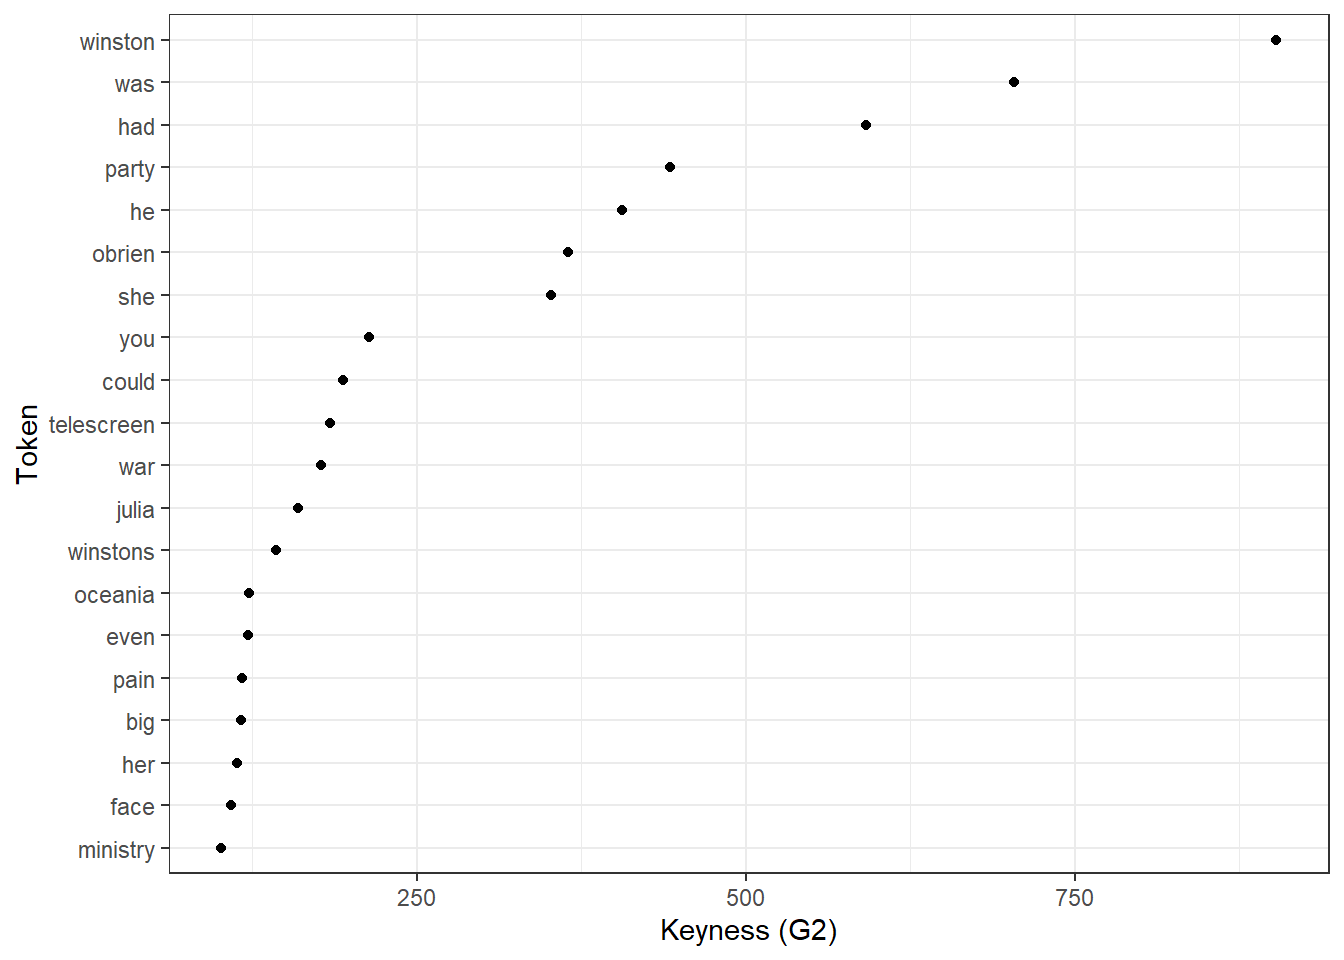 winston
was
had
party
he
obrien
she
you
could
telescreen
war
julia
winstons
oceania
even
pain
big
her
face
ministry
Token
250 500 750
Keyness (G2)